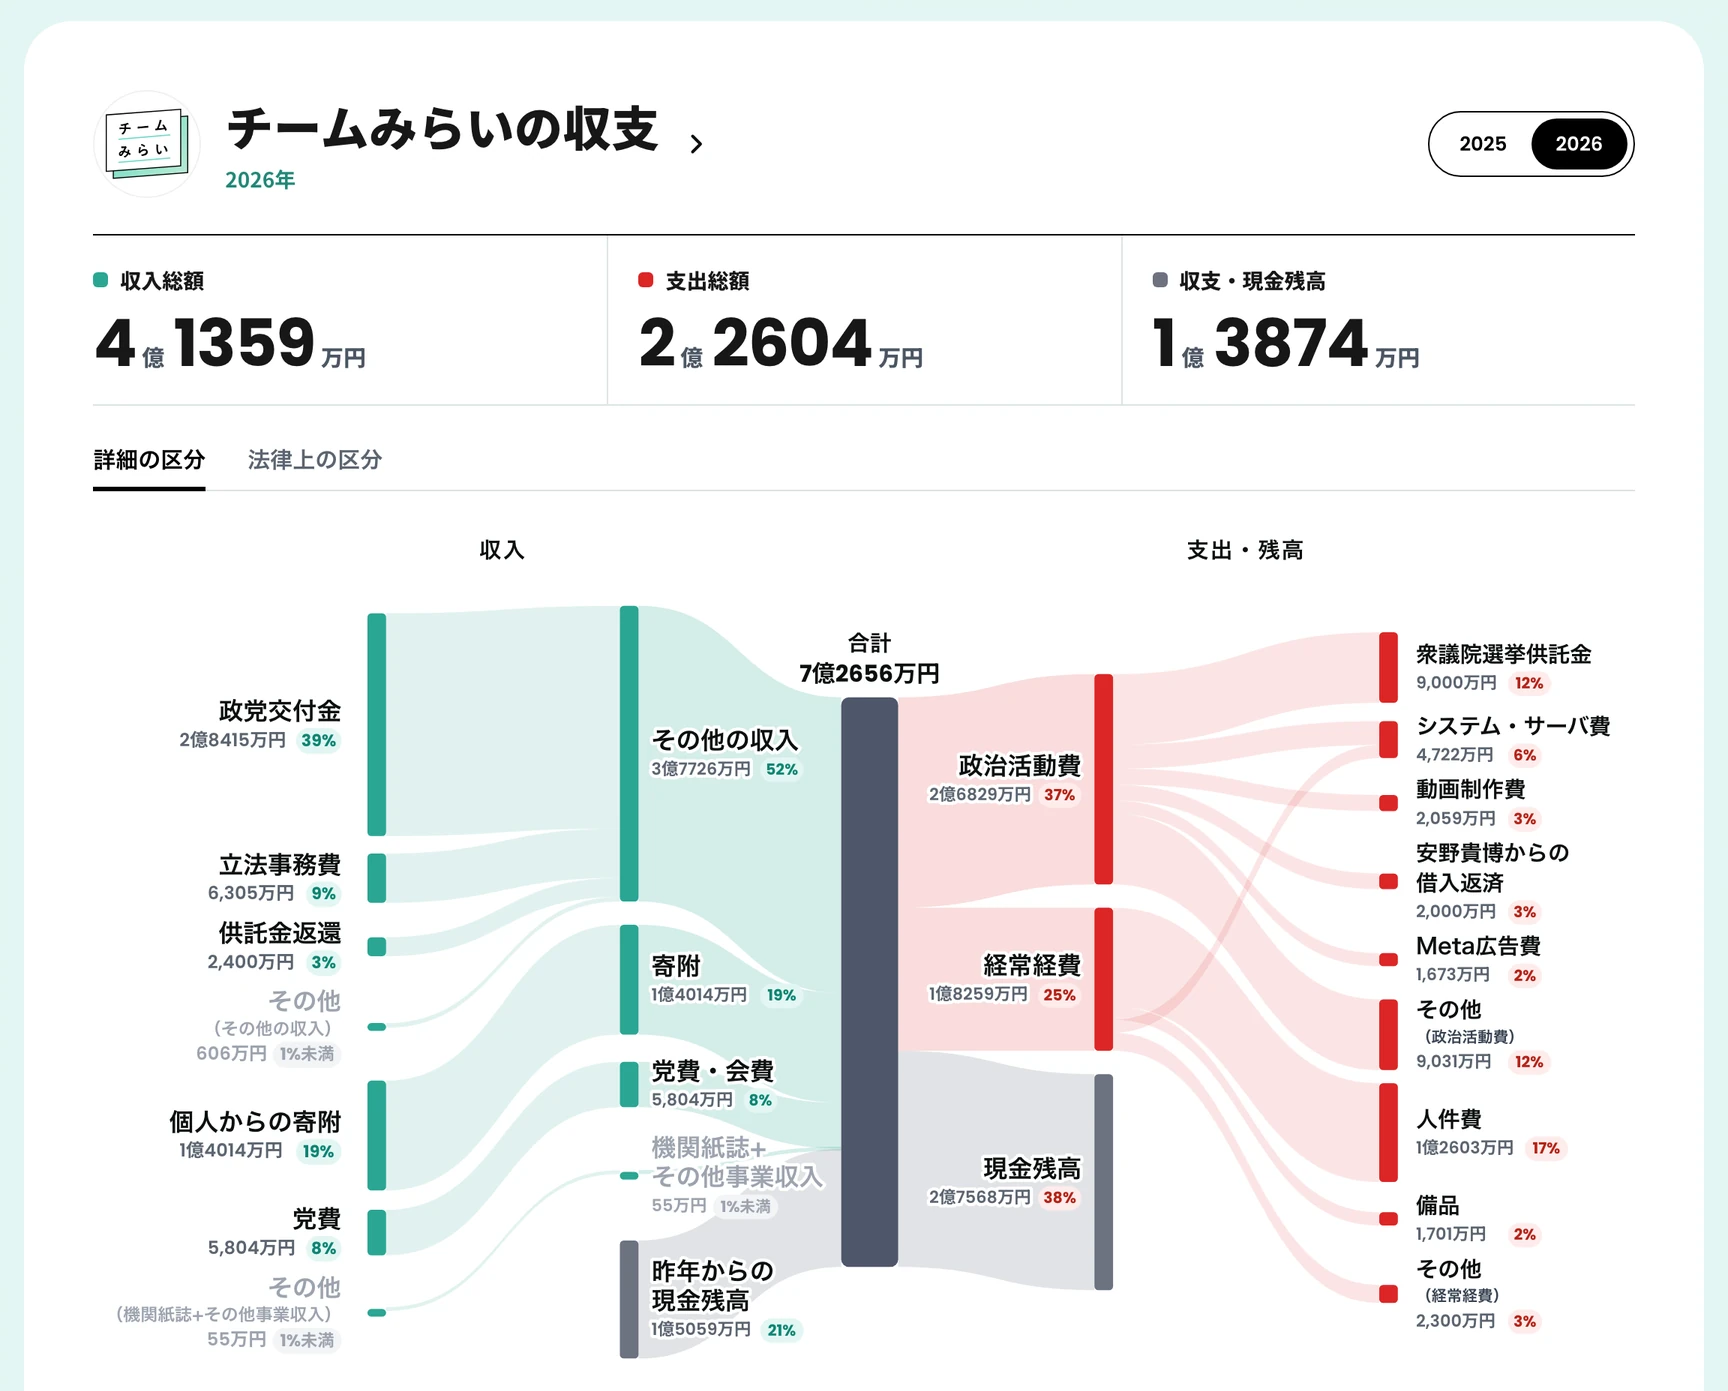 チーム
みらい
チームみらいの収支
2026年
2025
2026
収入総額
4億1359万円
支出総額
2億2604万円
収支・現金残高
1億3874万円
詳細の区分
法律上の区分
収入
支出・残高
政党交付金
2億8415万円 39%
立法事務費
6,305万円 9%
供託金返還
2,400万円 3%
その他
（その他の収入）
606万円 1%未満
個人からの寄附
1億4014万円 19%
党費
5,804万円 8%
その他
（機関紙誌+その他事業収入）
55万円 1%未満
その他の収入
3億7726万円 52%
寄附
1億4014万円 19%
党費・会費
5,804万円 8%
機関紙誌+
その他事業収入
55万円 1%未満
昨年からの
現金残高
1億5059万円 21%
合計
7億2656万円
政治活動費
2億6829万円 37%
経常経費
1億8259万円 25%
現金残高
2億7568万円 38%
衆議院選挙供託金
9,000万円 12%
システム・サーバ費
4,722万円 6%
動画制作費
2,059万円 3%
安野貴博からの
借入返済
2,000万円 3%
Meta広告費
1,673万円 2%
その他
（政治活動費）
9,031万円 12%
人件費
1億2603万円 17%
備品
1,701万円 2%
その他
（経常経費）
2,300万円 3%